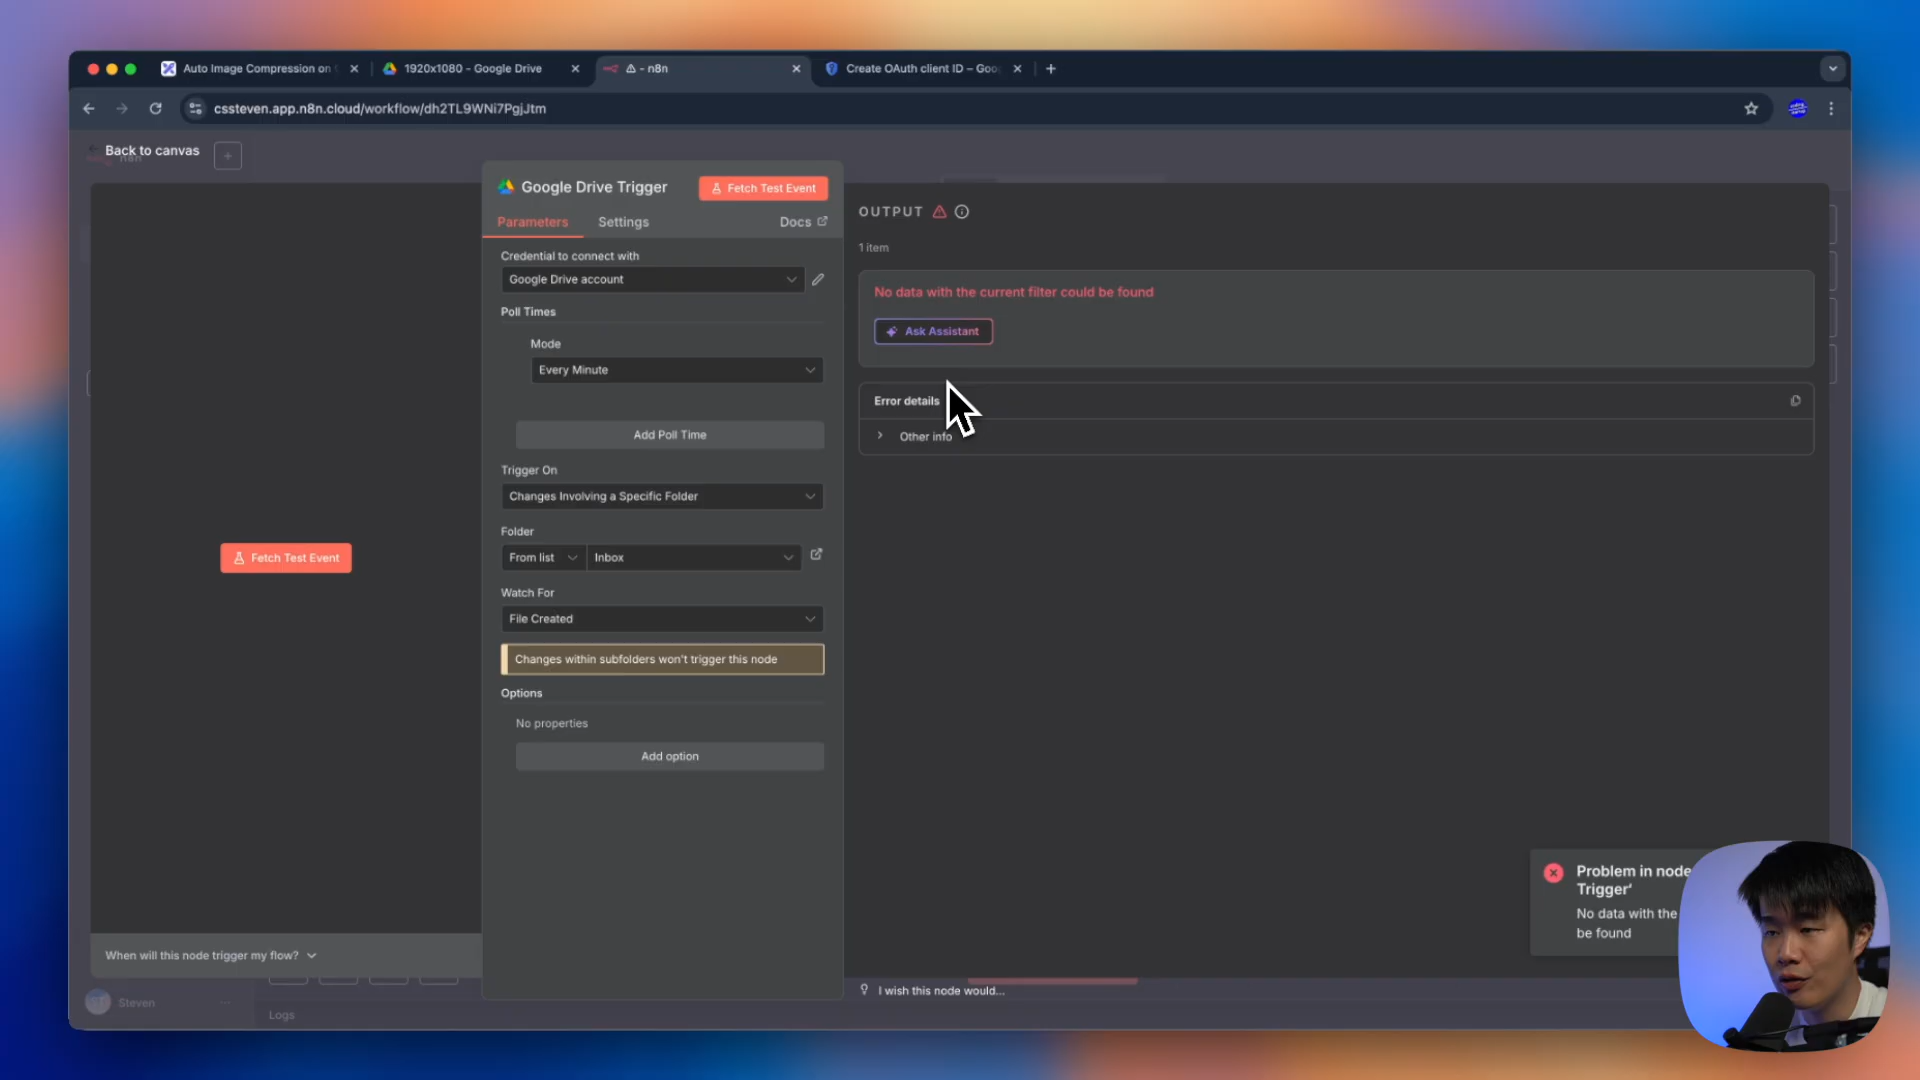 Auto Image Compression on
1920x1080 - Google Drive
⚠ - n8n
Create OAuth client ID – Goo
cssteven.app.n8n.cloud/workflow/dh2TL9WNi7PgjJtm
Back to canvas
n8n
Google Drive Trigger
Fetch Test Event
Parameters
Settings
Docs
Credential to connect with
Google Drive account
Poll Times
Mode
Every Minute
Add Poll Time
Trigger On
Changes Involving a Specific Folder
Folder
From list
Inbox
Watch For
File Created
Changes within subfolders won't trigger this node
Options
No properties
Add option
Fetch Test Event
When will this node trigger my flow?
OUTPUT
1 item
No data with the current filter could be found
Ask Assistant
Error details
Other info
I wish this node would...
Problem in node
Trigger'
No data with the
be found
Steven
Logs